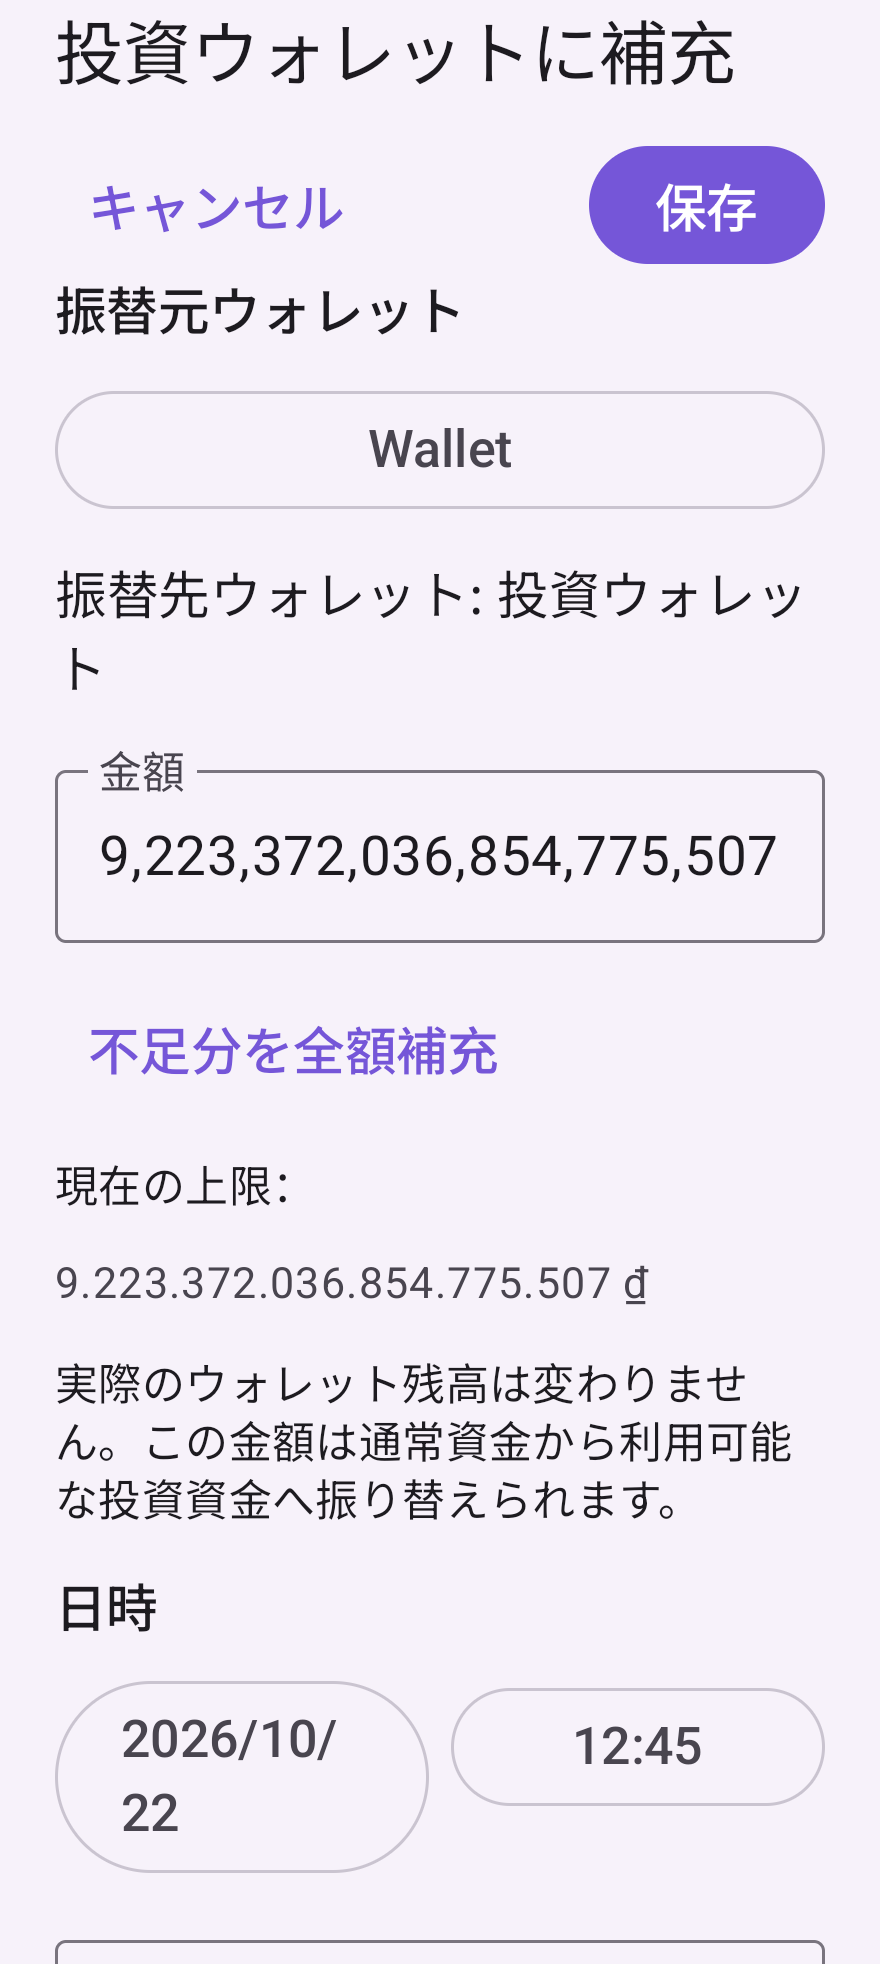 投資ウォレットに補充
キャンセル
保存
振替元ウォレット
Wallet
振替先ウォレット: 投資ウォレッ
ト
金額
9,223,372,036,854,775,507
不足分を全額補充
現在の上限:
9.223.372.036.854.775.507 ₫
実際のウォレット残高は変わりませ
ん。この金額は通常資金から利用可能
な投資資金へ振り替えられます。
日時
2026/10/
22
12:45